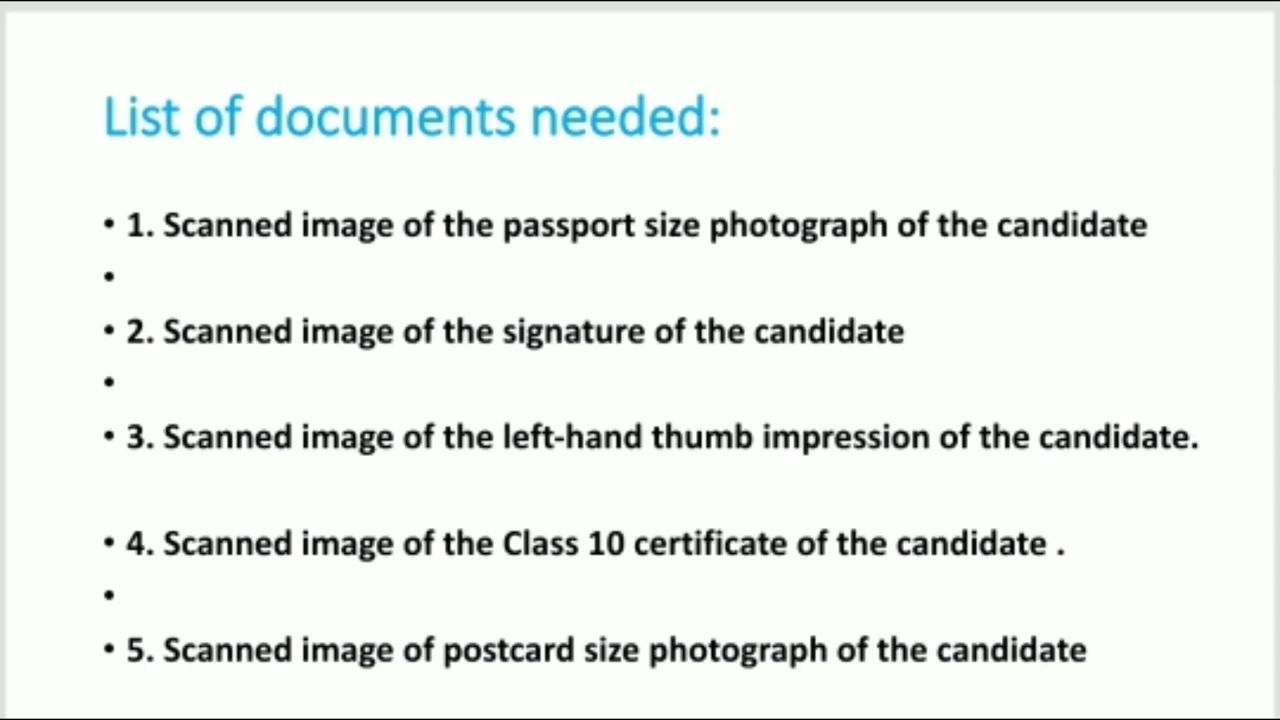 List of documents needed:
• 1. Scanned image of the passport size photograph of the candidate
•
• 2. Scanned image of the signature of the candidate
•
• 3. Scanned image of the left-hand thumb impression of the candidate.
• 4. Scanned image of the Class 10 certificate of the candidate .
•
• 5. Scanned image of postcard size photograph of the candidate